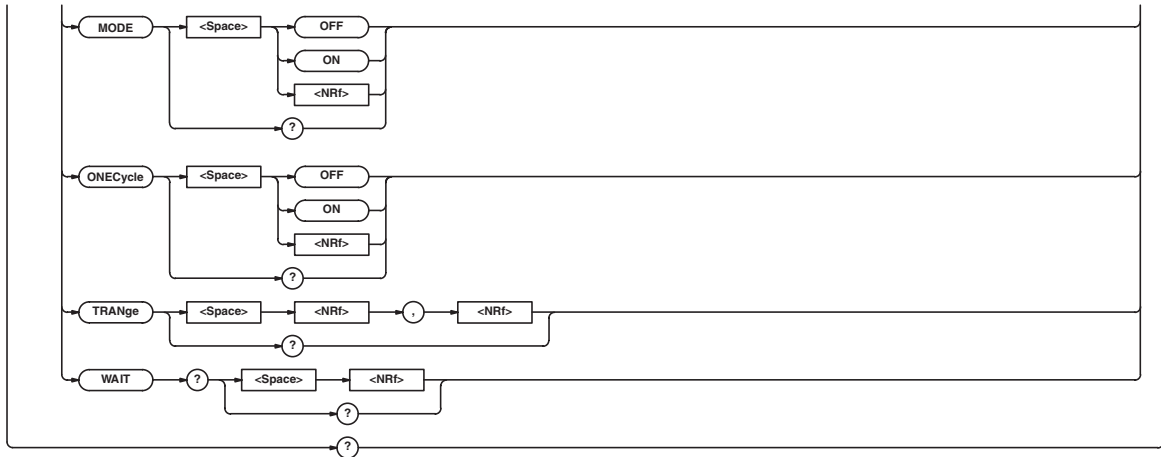 MODE <Space> OFF
ON
<NRf>
?
ONECycle <Space> OFF
ON
<NRf>
?
TRANge <Space> <NRf> , <NRf>
?
WAIT ? <Space> <NRf>
?
?